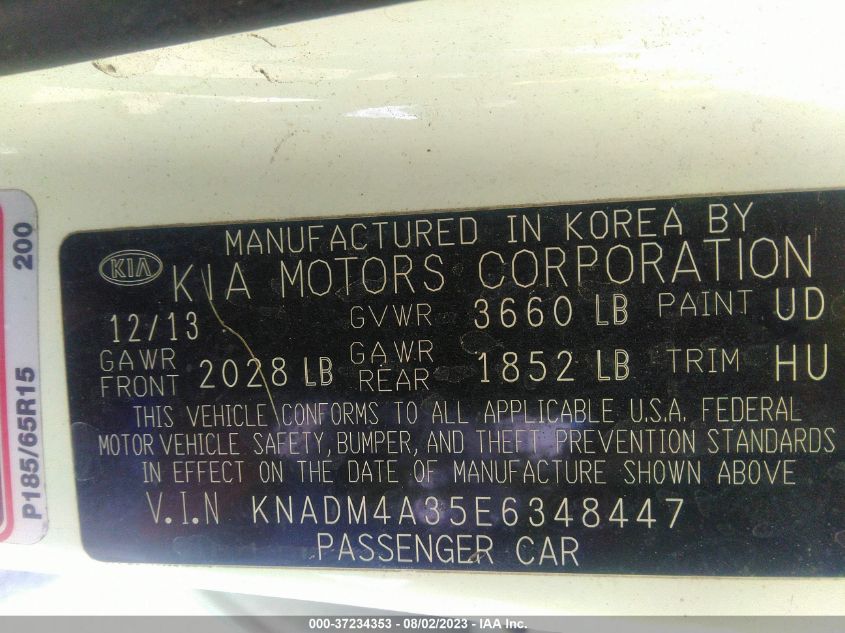 MANUFACTURED IN KOREA BY
KIA KIA MOTORS CORPORATION
12/13 GVWR 3660 LB PAINT UD
GAWR FRONT 2028 LB GAWR REAR 1852 LB TRIM HU
THIS VEHICLE CONFORMS TO ALL APPLICABLE U.S.A. FEDERAL
MOTOR VEHICLE SAFETY, BUMPER, AND THEFT PREVENTION STANDARDS
IN EFFECT ON THE DATE OF MANUFACTURE SHOWN ABOVE
V.I.N KNADM4A35E6348447
PASSENGER CAR
200
P185/65R15
000-37234353 - 08/02/2023 - IAA Inc.